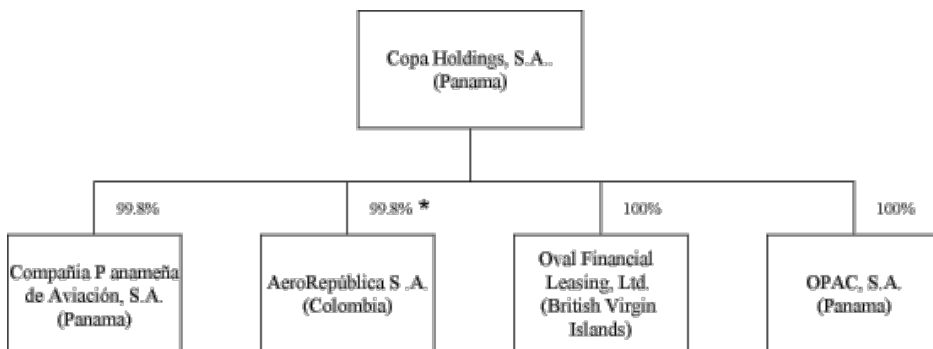 Copa Holdings, S.A..
(Panama)
99.8%
99.8% *
100%
100%
Compañia P anameña
de Aviación, S.A.
(Panama)
AeroRepública S .A.
(Colombia)
Oval Financial
Leasing, Ltd.
(British Virgin
Islands)
OPAC, S.A.
(Panama)